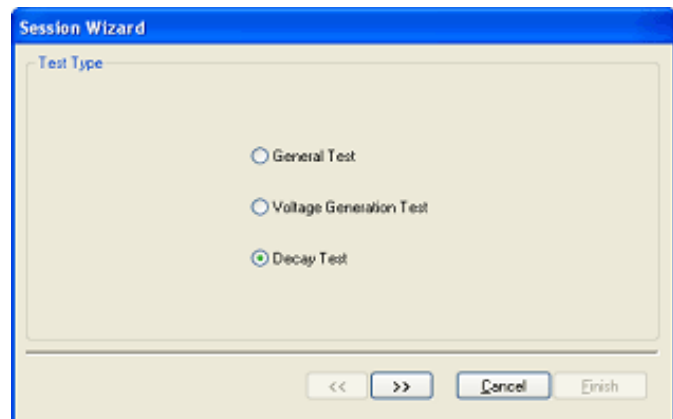 Session Wizard
Test Type
General Test
Voltage Generation Test
Decay Test
<< >> Cancel Finish